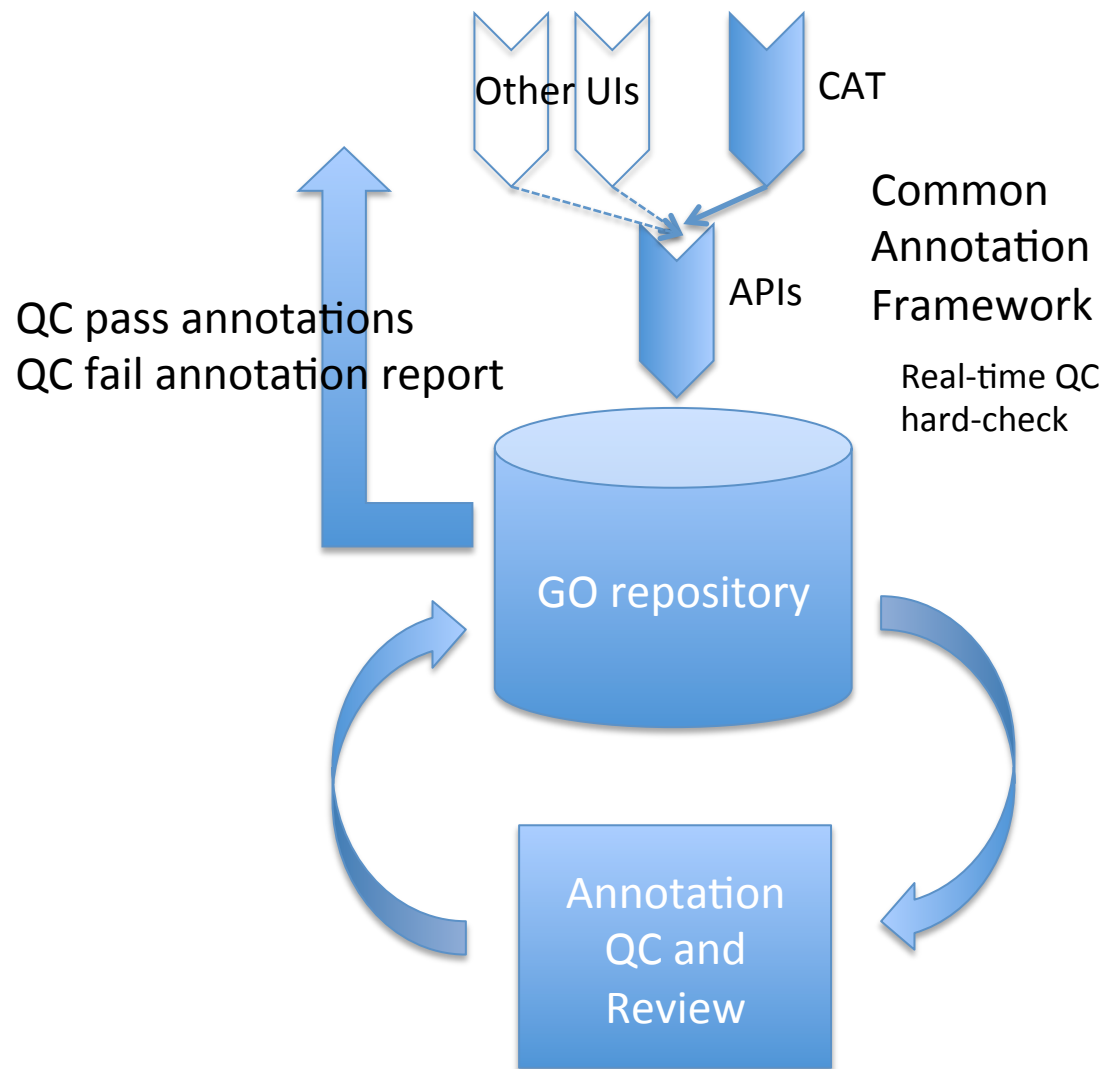 Other UIs
CAT
Common
Annotation
Framework
APIs
QC pass annotations
QC fail annotation report
Real-time QC
hard-check
GO repository
Annotation
QC and
Review